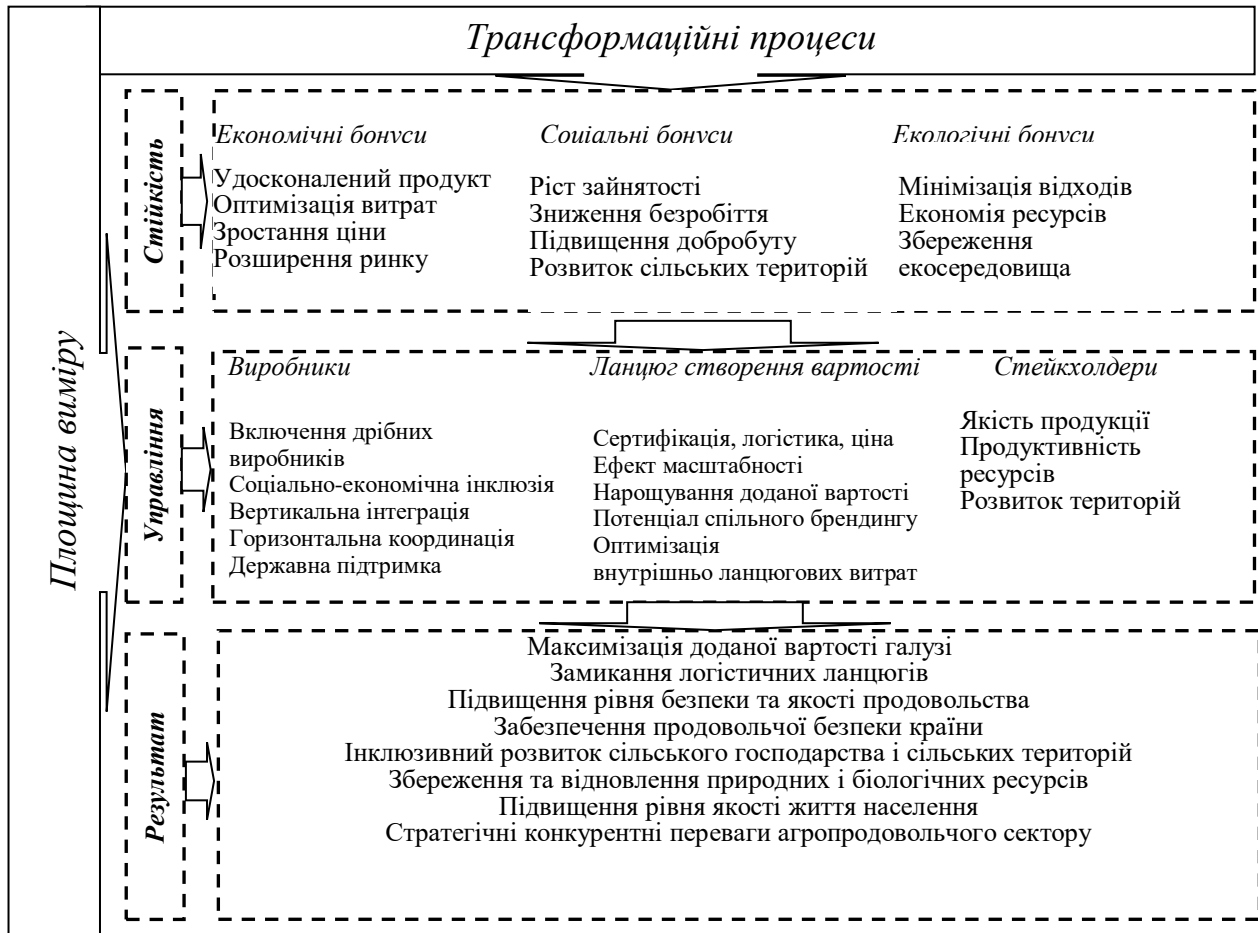 Трансформаційні процеси
Площина виміру
Стійкість
Економічні бонуси
Удосконалений продукт
Оптимізація витрат
Зростання ціни
Розширення ринку
Соціальні бонуси
Ріст зайнятості
Зниження безробіття
Підвищення добробуту
Розвиток сільських територій
Екологічні бонуси
Мінімізація відходів
Економія ресурсів
Збереження
екосередовища
Управління
Виробники
Включення дрібних
виробників
Соціально-економічна інклюзія
Вертикальна інтеграція
Горизонтальна координація
Державна підтримка
Ланцюг створення вартості
Сертифікація, логістика, ціна
Ефект масштабності
Нарощування доданої вартості
Потенціал спільного брендингу
Оптимізація
внутрішньо ланцюгових витрат
Стейкхолдери
Якість продукції
Продуктивність
ресурсів
Розвиток територій
Результат
Максимізація доданої вартості галузі
Замикання логістичних ланцюгів
Підвищення рівня безпеки та якості продовольства
Забезпечення продовольчої безпеки країни
Інклюзивний розвиток сільського господарства і сільських територій
Збереження та відновлення природних і біологічних ресурсів
Підвищення рівня якості життя населення
Стратегічні конкурентні переваги агропродовольчого сектору